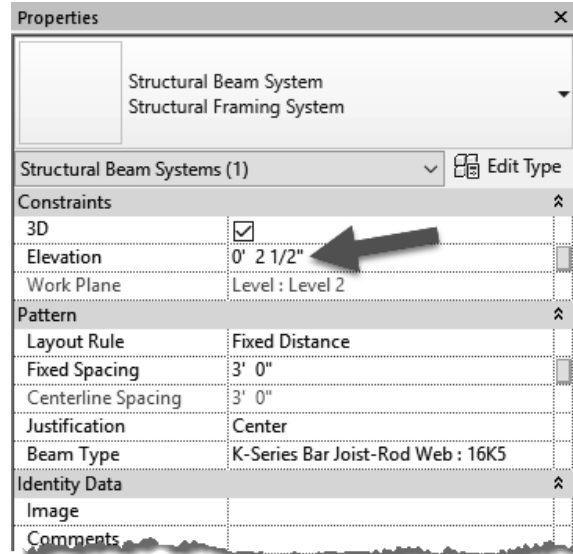 Properties ×
Structural Beam System
Structural Framing System
Structural Beam Systems (1) Edit Type
Constraints
3D
Elevation 0' 2 1/2"
Work Plane Level : Level 2
Pattern
Layout Rule Fixed Distance
Fixed Spacing 3' 0"
Centerline Spacing 3' 0"
Justification Center
Beam Type K-Series Bar Joist-Rod Web : 16K5
Identity Data
Image
Comments